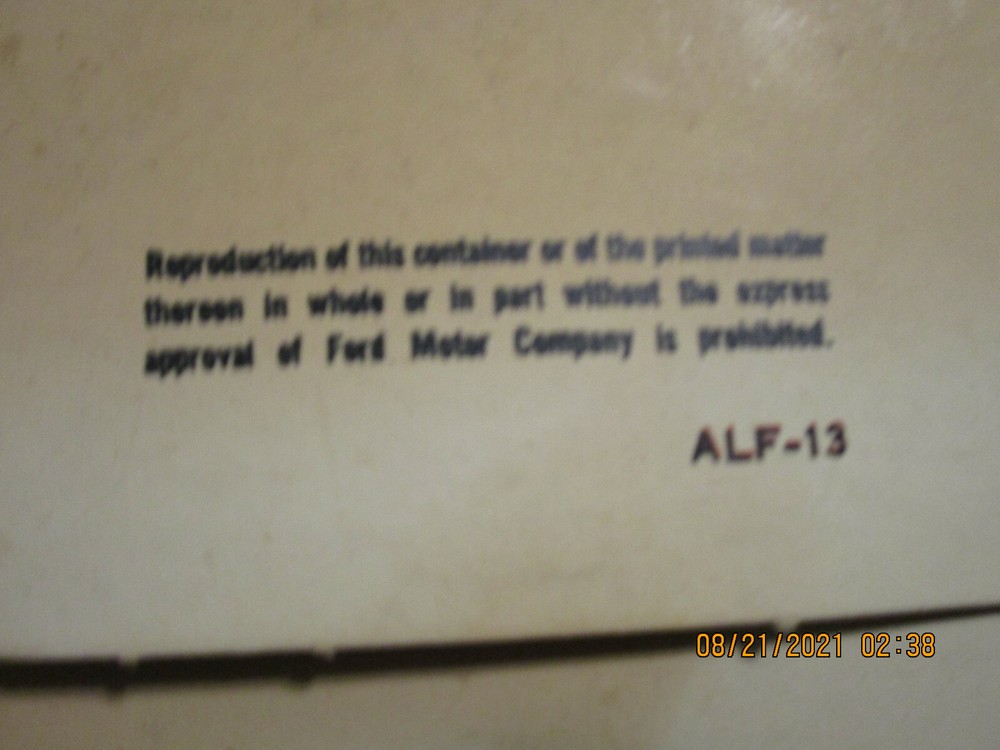 Reproduction of this container or of the printed matter
thereon in whole or in part without the express
approval of Ford Motor Company is prohibited.
ALF-13
08/21/2021 02:38